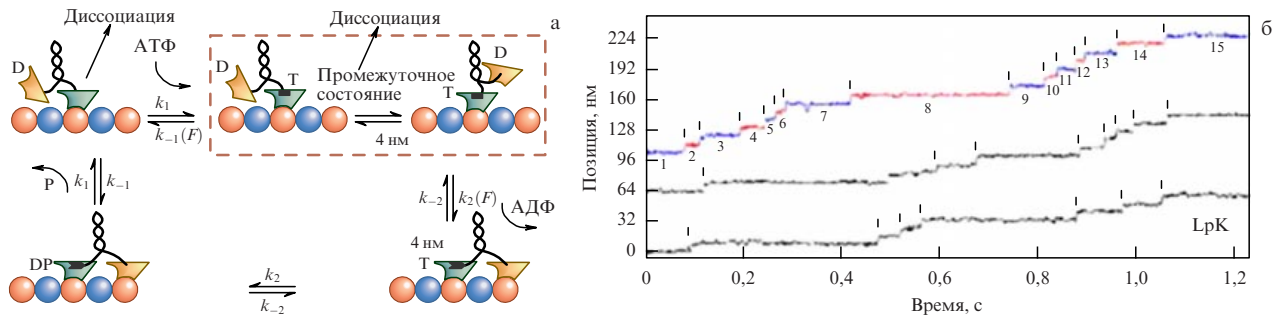 а
Диссоциация
Диссоциация
АТФ
D
D
T
Промежуточное
состояние
T
D
k₁
k₋₁(F)
4 нм
P
k₁
k₋₁
k₋₂
k₂(F)
АДФ
4 нм
DP
T
k₂
k₋₂
б
Позиция, нм
224
192
160
128
96
64
32
0
1
2
3
4
5
6
7
8
9
10
11
12
13
14
15
LpK
0
0,2
0,4
0,6
0,8
1,0
1,2
Время, с